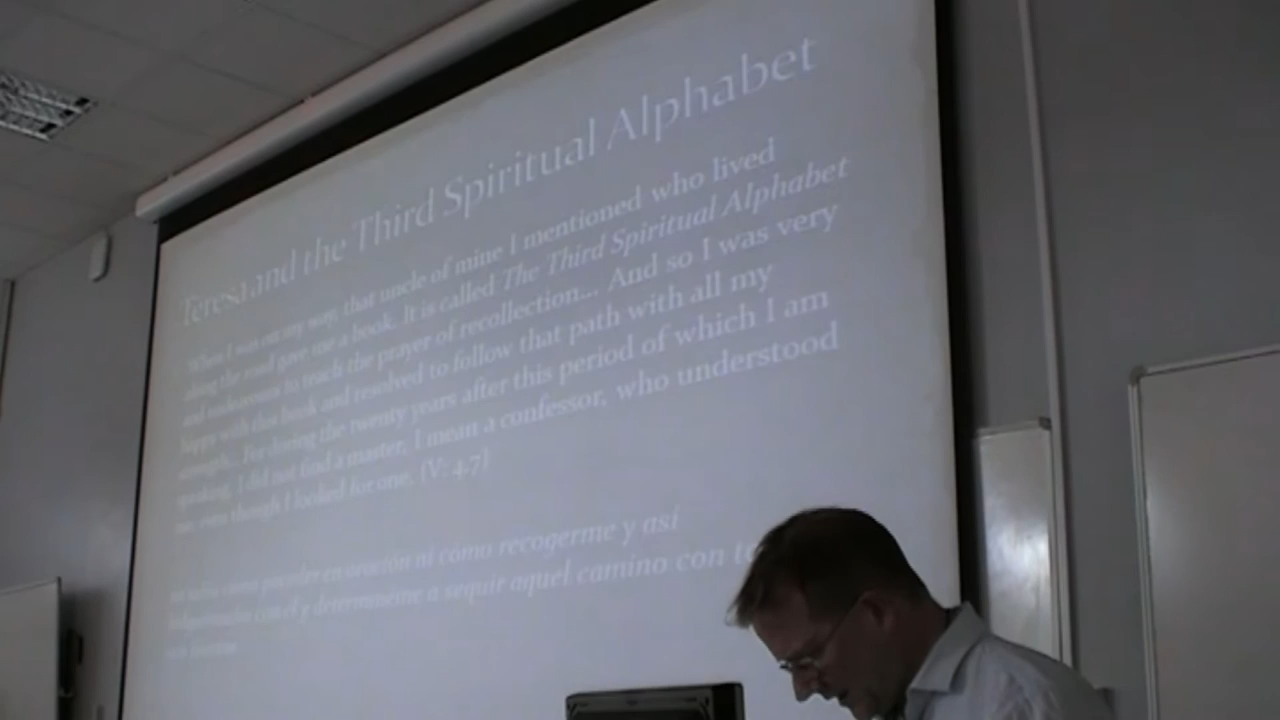 Teresa and the Third Spiritual Alphabet
When I was on my way, that uncle of mine I mentioned who lived
along the road gave me a book. It is called The Third Spiritual Alphabet
and endeavours to teach the prayer of recollection... And so I was very
happy with this book and resolved to follow that path with all my
strength... For during the twenty years after this period of which I am
speaking, I did not find a master, I mean a confessor, who understood
me, even though I looked for one. (V: 4.7)
proceder en oración ni cómo recogerme y así
con él y determineme a seguir aquel camino con